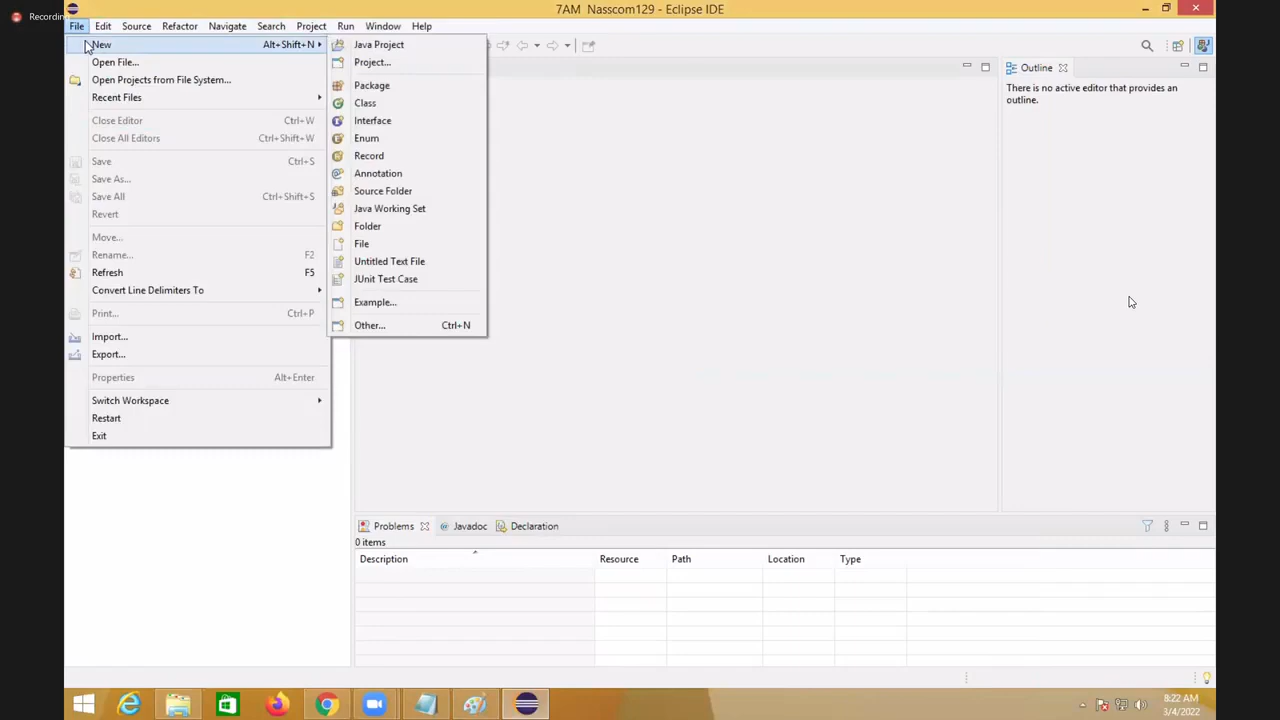 Recording
7AM Nasscom129 - Eclipse IDE
File Edit Source Refactor Navigate Search Project Run Window Help
New Alt+Shift+N
Open File...
Open Projects from File System...
Recent Files
Close Editor Ctrl+W
Close All Editors Ctrl+Shift+W
Save Ctrl+S
Save As...
Save All Ctrl+Shift+S
Revert
Move...
Rename... F2
Refresh F5
Convert Line Delimiters To
Print... Ctrl+P
Import...
Export...
Properties Alt+Enter
Switch Workspace
Restart
Exit
Java Project
Project...
Package
Class
Interface
Enum
Record
Annotation
Source Folder
Java Working Set
Folder
File
Untitled Text File
JUnit Test Case
Example...
Other... Ctrl+N
Outline
There is no active editor that provides an
outline.
Problems Javadoc Declaration
0 items
Description Resource Path Location Type
8:22 AM
3/4/2022